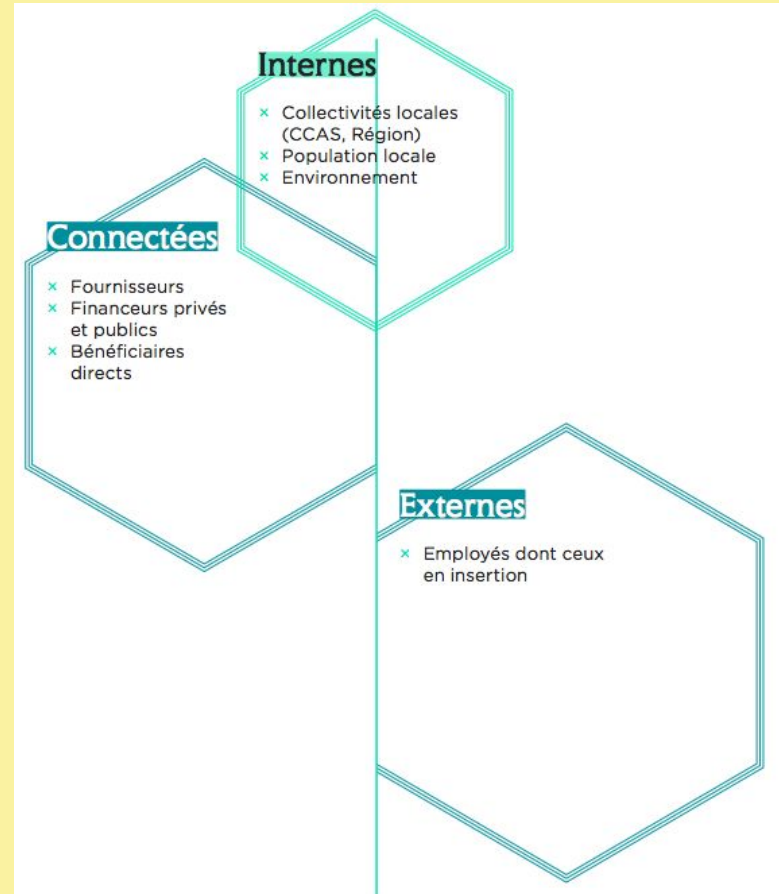 Internes
× Collectivités locales
(CCAS, Région)
× Population locale
× Environnement
Connectées
× Fournisseurs
× Financeurs privés
et publics
× Bénéficiaires
directs
Externes
× Employés dont ceux
en insertion